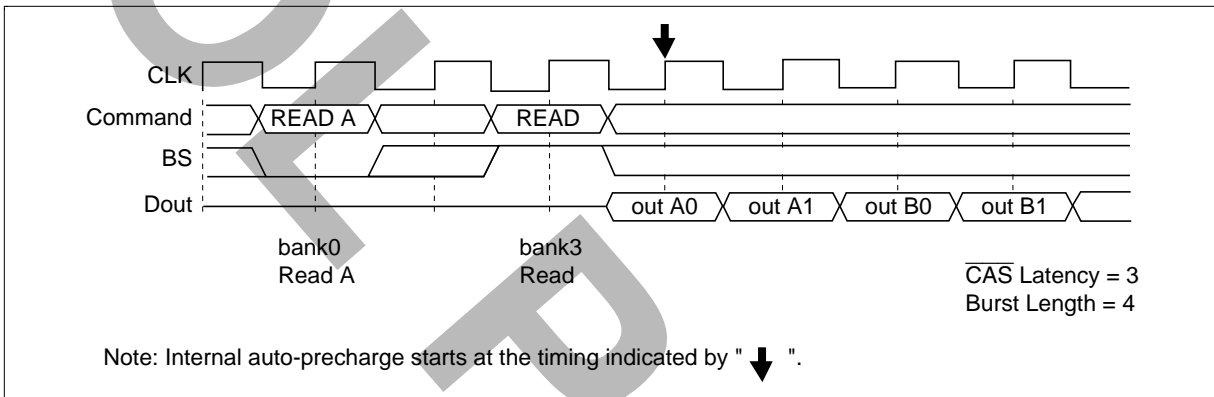 CLK
Command READ A READ
BS
Dout out A0 out A1 out B0 out B1
bank0 bank3
Read A Read
CAS Latency = 3
Burst Length = 4
Note: Internal auto-precharge starts at the timing indicated by " ".